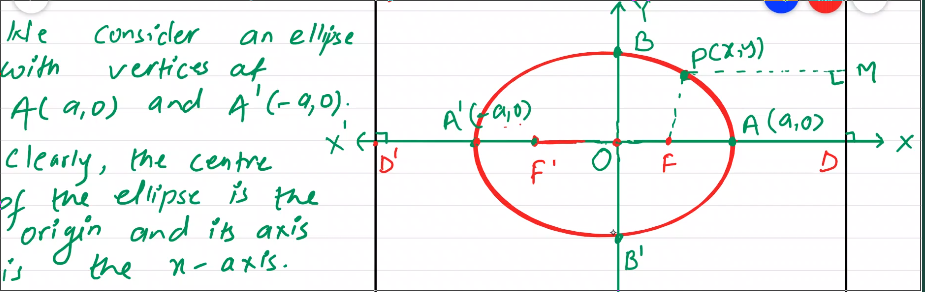 We consider an ellipse
with vertices at
A(a,0) and A'(-a,0).
Clearly, the centre
of the ellipse is the
origin and its axis
is the x-axis.
Y
B
P(x,y)
M
A'(-a,0)
A(a,0)
X'
X
D'
F'
O
F
D
B'